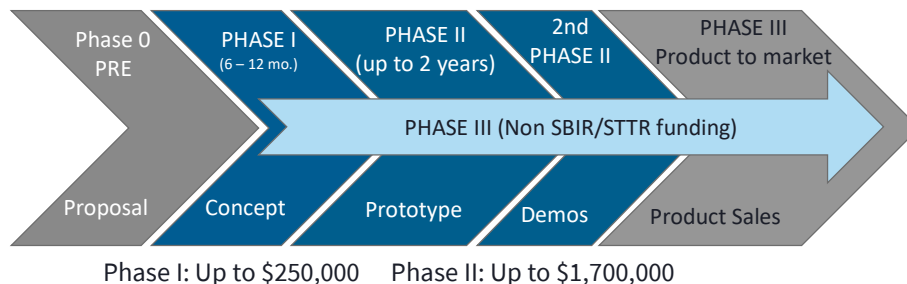 Phase 0
PRE
PHASE I
(6 – 12 mo.)
PHASE II
(up to 2 years)
2nd
PHASE II
PHASE III
Product to market
PHASE III (Non SBIR/STTR funding)
Proposal
Concept
Prototype
Demos
Product Sales
Phase I: Up to $250,000 Phase II: Up to $1,700,000